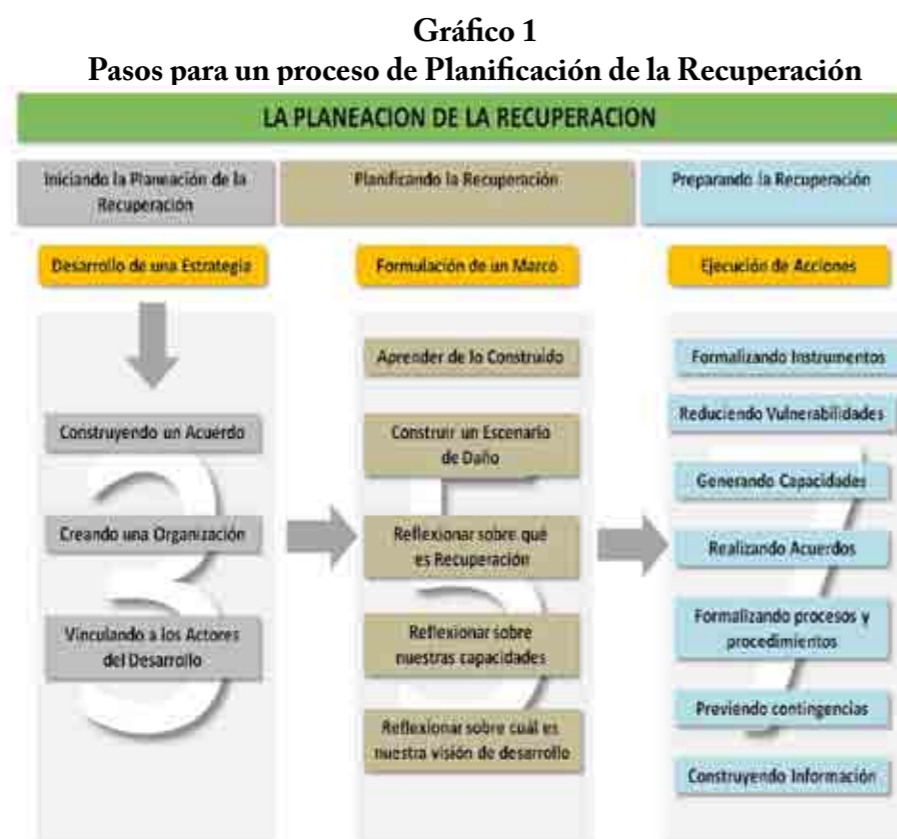 Gráfico 1
Pasos para un proceso de Planificación de la Recuperación
LA PLANEACION DE LA RECUPERACION
Iniciando la Planeación de la
Recuperación
Planificando la Recuperación
Preparando la Recuperación
Desarrollo de una Estrategia
Formulación de un Marco
Ejecución de Acciones
3
Construyendo un Acuerdo
Creando una Organización
Vinculando a los Actores
del Desarrollo
5
Aprender de lo Construido
Construir un Escenario
de Daño
Reflexionar sobre qué
es Recuperación
Reflexionar sobre
nuestras capacidades
Reflexionar sobre cuál es
nuestra visión de desarrollo
7
Formalizando Instrumentos
Reduciendo Vulnerabilidades
Generando Capacidades
Realizando Acuerdos
Formalizando procesos y
procedimientos
Previendo contingencias
Construyendo Información